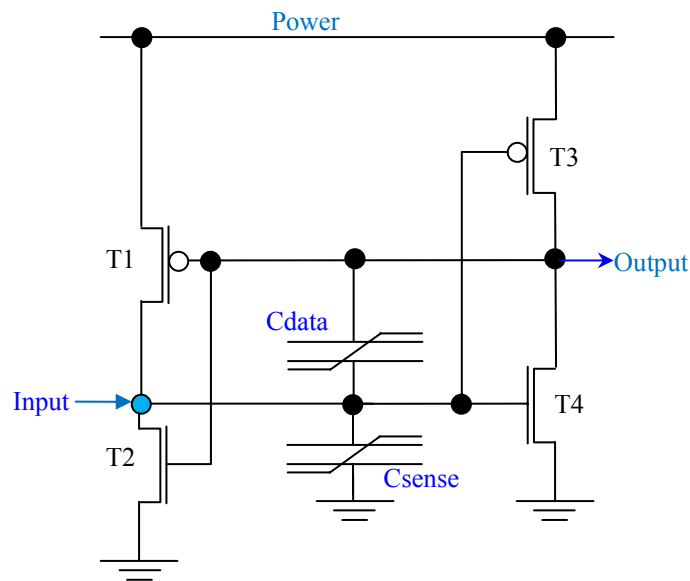 Power
T3
T1
Output
Cdata
Input
T4
T2
Csense